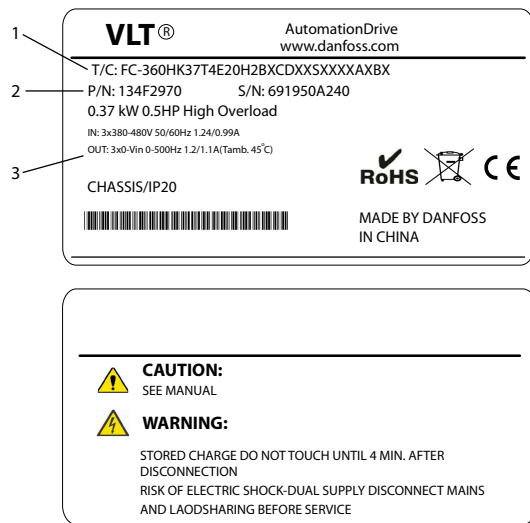 VLT® AutomationDrive
www.danfoss.com
1
T/C: FC-360HK37T4E20H2BXCDXXSXXXXAXBX
2
P/N: 134F2970 S/N: 691950A240
0.37 kW 0.5HP High Overload
IN: 3x380-480V 50/60Hz 1.24/0.99A
3
OUT: 3x0-Vin 0-500Hz 1.2/1.1A(Tamb. 45°C)
RoHS CE
CHASSIS/IP20
MADE BY DANFOSS
IN CHINA
CAUTION:
SEE MANUAL
WARNING:
STORED CHARGE DO NOT TOUCH UNTIL 4 MIN. AFTER
DISCONNECTION
RISK OF ELECTRIC SHOCK-DUAL SUPPLY DISCONNECT MAINS
AND LAODSHARING BEFORE SERVICE